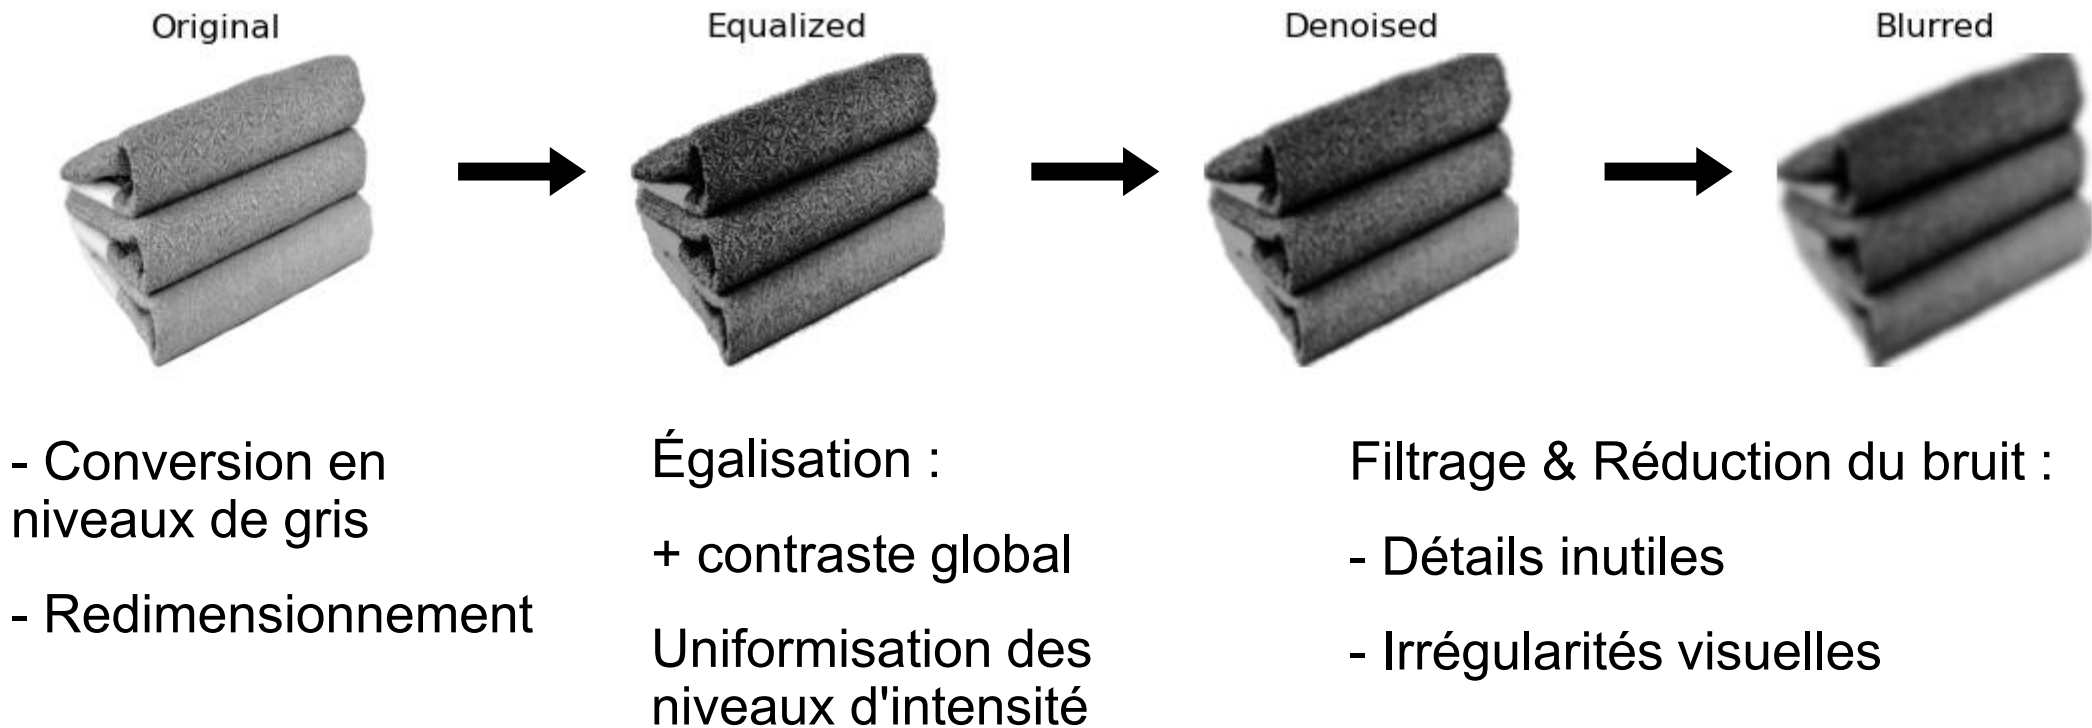 Original
Equalized
Denoised
Blurred
- Conversion en
niveaux de gris
- Redimensionnement
Égalisation :
+ contraste global
Uniformisation des
niveaux d'intensité
Filtrage & Réduction du bruit :
- Détails inutiles
- Irrégularités visuelles